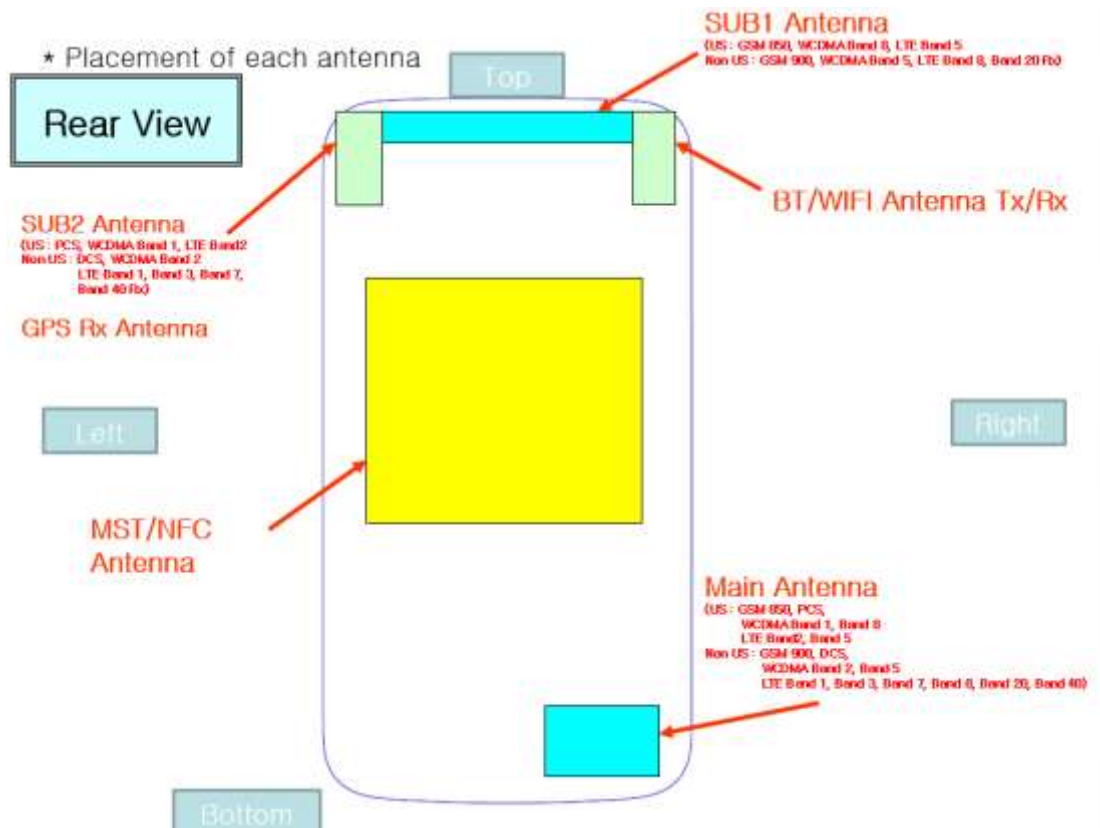 * Placement of each antenna
Rear View
Top
SUB1 Antenna
(US : GSM 850, WCDMA Band 8, LTE Band 5
Non US : GSM 900, WCDMA Band 5, LTE Band 8, Band 20 Rx)
BT/WIFI Antenna Tx/Rx
SUB2 Antenna
(US : PCS, WCDMA Band 1, LTE Band2
Non US : DCS, WCDMA Band 2
LTE Band 1, Band 3, Band 7,
Band 40 Rx)
GPS Rx Antenna
Left
Right
MST/NFC
Antenna
Main Antenna
(US : GSM 850, PCS,
WCDMA Band 1, Band 8
LTE Band2, Band 5
Non US : GSM 900, DCS,
WCDMA Band 2, Band 5
LTE Band 1, Band 3, Band 7, Band 8, Band 20, Band 40)
Bottom